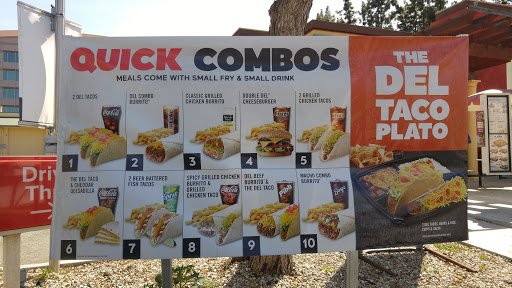 QUICK COMBOS
MEALS COME WITH SMALL FRY & SMALL DRINK
2 DEL TACOS
DEL COMBO
BURRITO
CLASSIC GRILLED
CHICKEN BURRITO
DOUBLE DEL
CHEESEBURGER
2 GRILLED
CHICKEN TACOS
1
2
3
4
5
THE DEL TACO
& CHEDDAR
QUESADILLA
2 BEER BATTERED
FISH TACOS
SPICY GRILLED CHICKEN
BURRITO &
GRILLED
CHICKEN TACO
DEL BEEF
BURRITO &
THE DEL TACO
MACHO COMBO
BURRITO
6
7
8
9
10
THE
DEL
TACO
PLATO
Driv
Thr